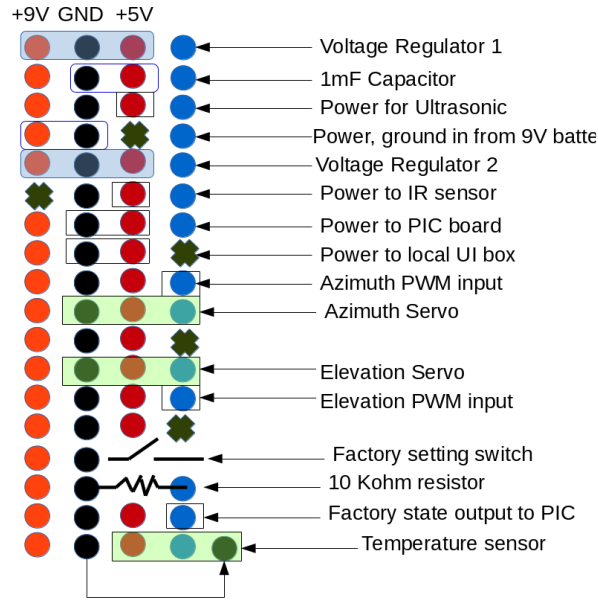 +9V GND +5V
Voltage Regulator 1
1mF Capacitor
Power for Ultrasonic
Power, ground in from 9V batte
Voltage Regulator 2
Power to IR sensor
Power to PIC board
Power to local UI box
Azimuth PWM input
Azimuth Servo
Elevation Servo
Elevation PWM input
Factory setting switch
10 Kohm resistor
Factory state output to PIC
Temperature sensor